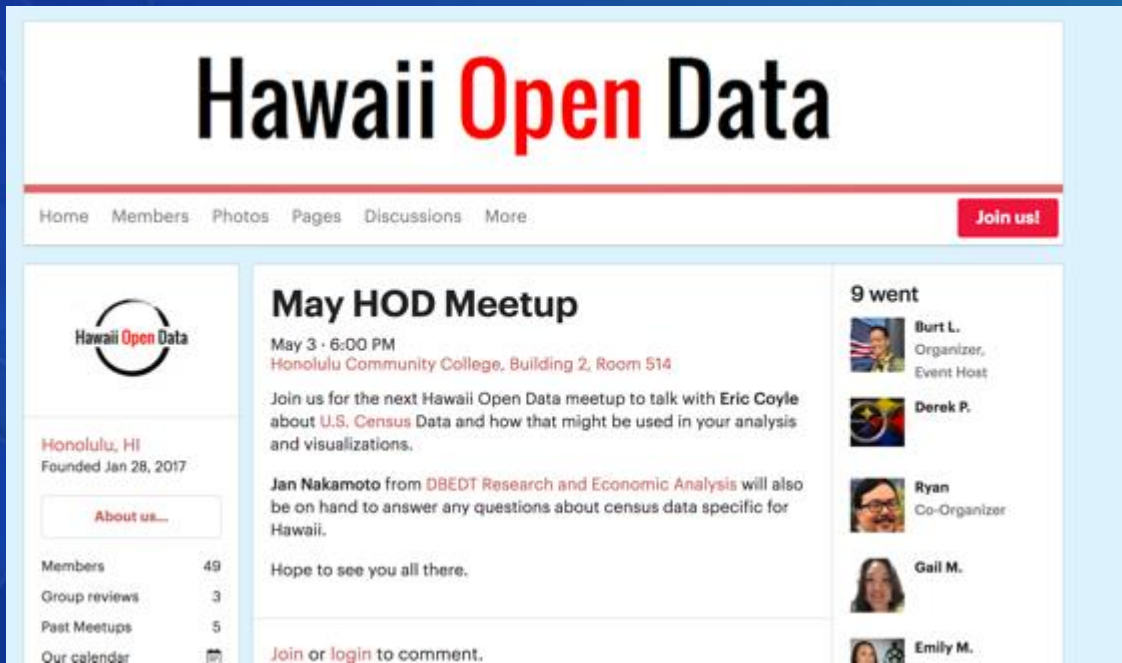 Hawaii Open Data
Home Members Photos Pages Discussions More Join us!
Hawaii Open Data
Honolulu, HI
Founded Jan 28, 2017
About us...
Members 49
Group reviews 3
Past Meetups 5
Our calendar
May HOD Meetup
May 3 · 6:00 PM
Honolulu Community College, Building 2, Room 514
Join us for the next Hawaii Open Data meetup to talk with Eric Coyle
about U.S. Census Data and how that might be used in your analysis
and visualizations.
Jan Nakamoto from DBEDT Research and Economic Analysis will also
be on hand to answer any questions about census data specific for
Hawaii.
Hope to see you all there.
Join or login to comment.
9 went
Burt L.
Organizer,
Event Host
Derek P.
Ryan
Co-Organizer
Gail M.
Emily M.